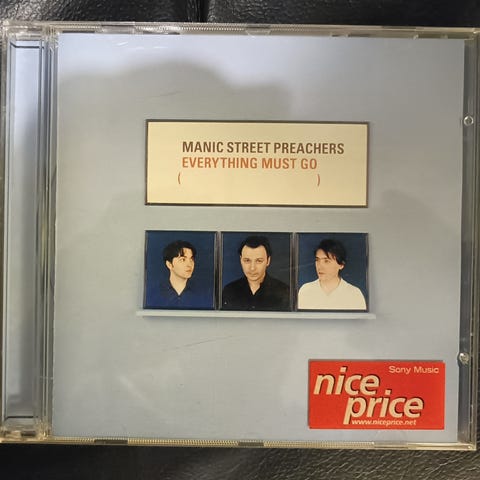 MANIC STREET PREACHERS
EVERYTHING MUST GO
( )
Sony Music
nice
price
www.niceprice.net